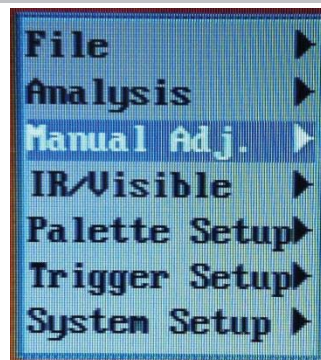 File
Analysis
Manual Adj.
IR/Visible
Palette Setup
Trigger Setup
System Setup